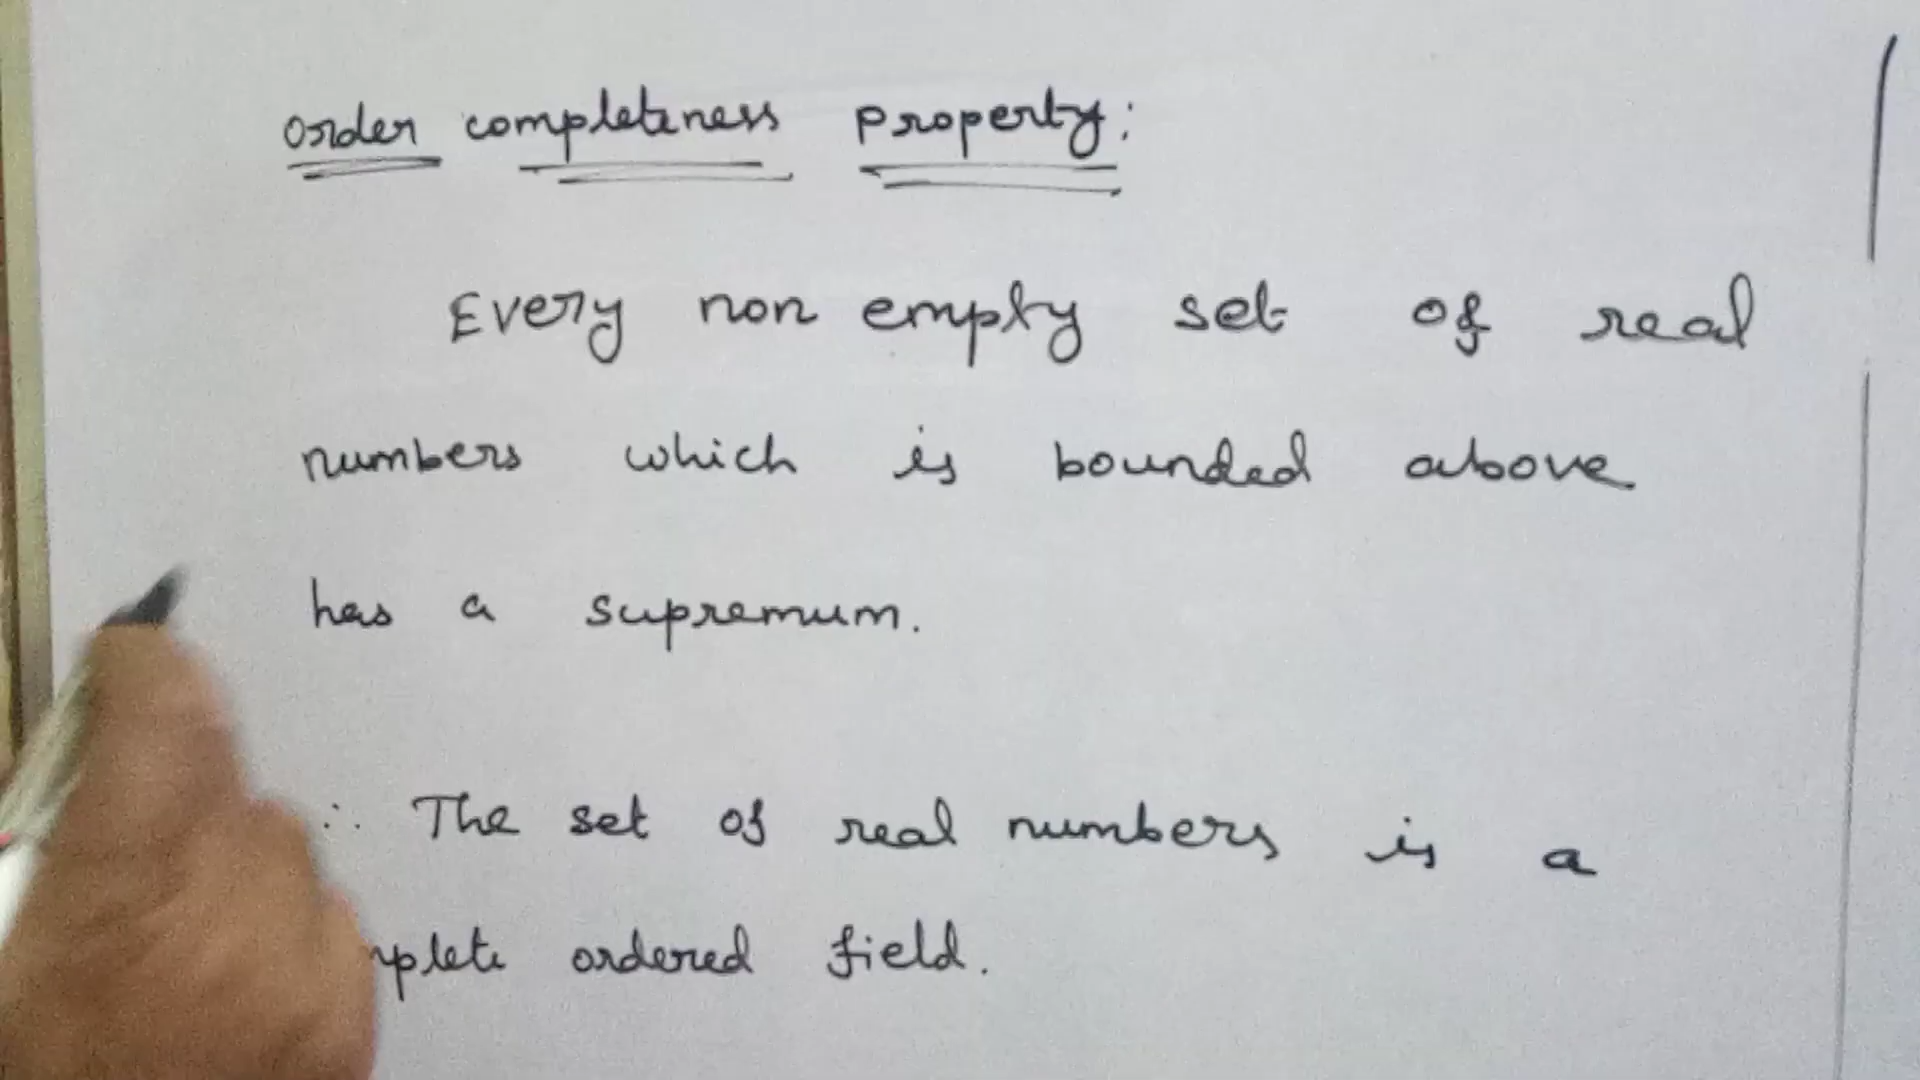 order completeness property:
Every non empty set of real
numbers which is bounded above
has a supremum.
∴ The set of real numbers is a
ordered field.